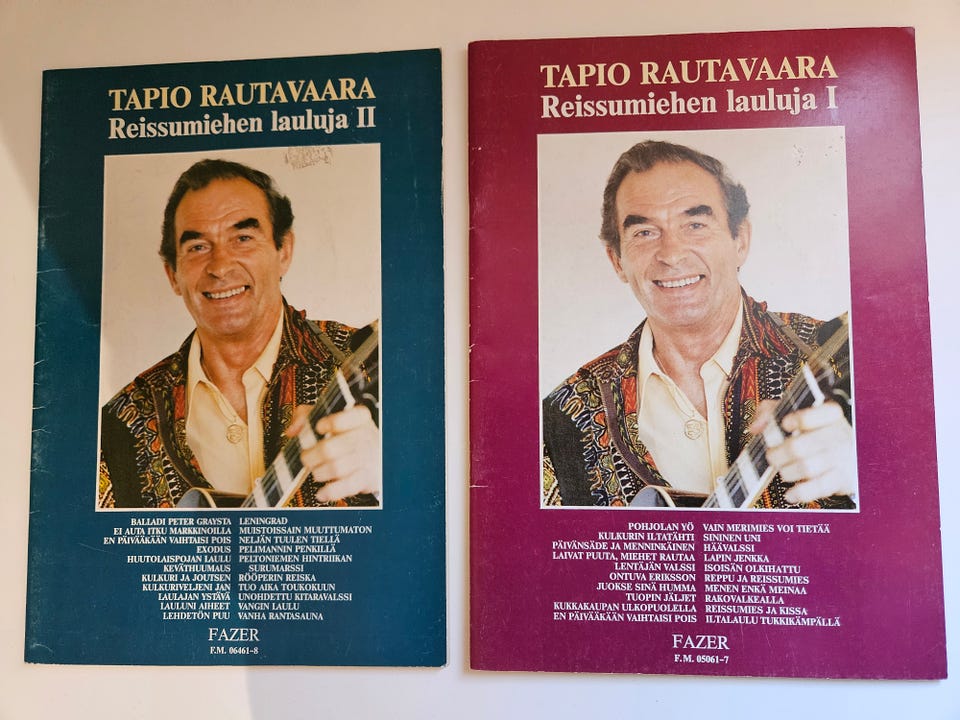 TAPIO RAUTAVAARA
Reissumiehen lauluja II
BALLADI PETER GRAYSTA LENINGRAD
EI AUTA ITKU MARKKINOILLA MUISTOISSAIN MUUTTUMATON
EN PÄIVÄÄKÄÄN VAIHTAISI POIS NELJÄN TUULEN TIELLÄ
EXODUS PELIMANNIN PENKILLÄ
HUUTOLAISPOJAN LAULU PELTONIEMEN HINTRIIKAN
KEVÄTHUUMAUS SURUMARSSI
KULKURI JA JOUTSEN RÖÖPERIN REISKA
KULKURIVELJENI JAN TUO AIKA TOUKOKUUN
LAULAJAN YSTÄVÄ UNOHDETTU KITARAVALSSI
LAULUNI AIHEET VANGIN LAULU
LEHDETÖN PUU VANHA RANTASAUNA
FAZER
F.M. 06461-8
TAPIO RAUTAVAARA
Reissumiehen lauluja I
POHJOLAN YÖ VAIN MERIMIES VOI TIETÄÄ
KULKURIN ILTATÄHTI SININEN UNI
PÄIVÄNSÄDE JA MENNINKÄINEN HÄÄVALSSI
LAIVAT PUUTA, MIEHET RAUTAA LAPIN JENKKA
LENTÄJÄN VALSSI ISOISÄN OLKIHATTU
ONTUVA ERIKSSON REPPU JA REISSUMIES
JUOKSE SINÄ HUMMA MENEN ENKÄ MEINAA
TUOPIN JÄLJET RAKOVALKEALLA
KUKKAKAUPAN ULKOPUOLELLA REISSUMIES JA KISSA
EN PÄIVÄÄKÄÄN VAIHTAISI POIS ILTALAULU TUKKIKÄMPÄLLÄ
FAZER
F.M. 05061-7